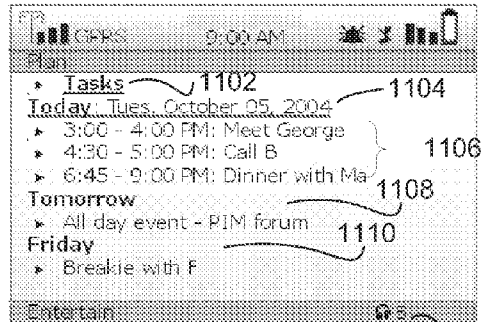 GPRS 9:00 AM
Plan
Tasks 1102
1104
Today: Tues, October 05, 2004
3:00 - 4:00 PM: Meet George
4:30 - 5:00 PM: Call B
1106
6:45 - 9:00 PM: Dinner with Ma
1108
Tomorrow
All day event - PIM forum
1110
Friday
Breakie with F
Entertain 5